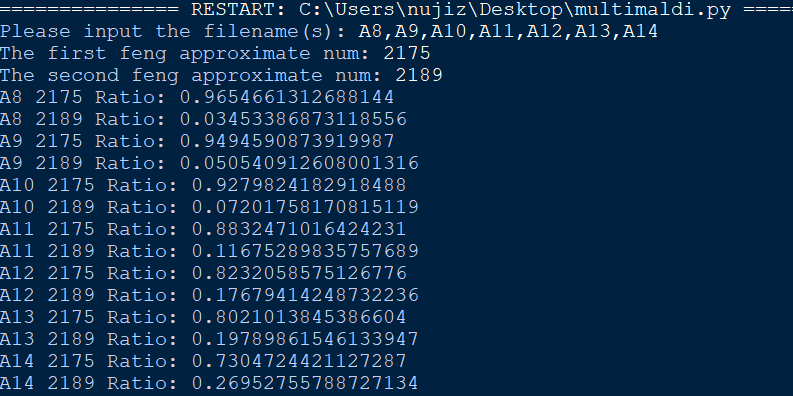 =============== RESTART: C:\Users\nujiz\Desktop\multimaldi.py =====
Please input the filename(s): A8,A9,A10,A11,A12,A13,A14
The first feng approximate num: 2175
The second feng approximate num: 2189
A8 2175 Ratio: 0.9654661312688144
A8 2189 Ratio: 0.03453386873118556
A9 2175 Ratio: 0.9494590873919987
A9 2189 Ratio: 0.050540912608001316
A10 2175 Ratio: 0.9279824182918488
A10 2189 Ratio: 0.07201758170815119
A11 2175 Ratio: 0.8832471016424231
A11 2189 Ratio: 0.11675289835757689
A12 2175 Ratio: 0.8232058575126776
A12 2189 Ratio: 0.17679414248732236
A13 2175 Ratio: 0.8021013845386604
A13 2189 Ratio: 0.19789861546133947
A14 2175 Ratio: 0.7304724421127287
A14 2189 Ratio: 0.26952755788727134